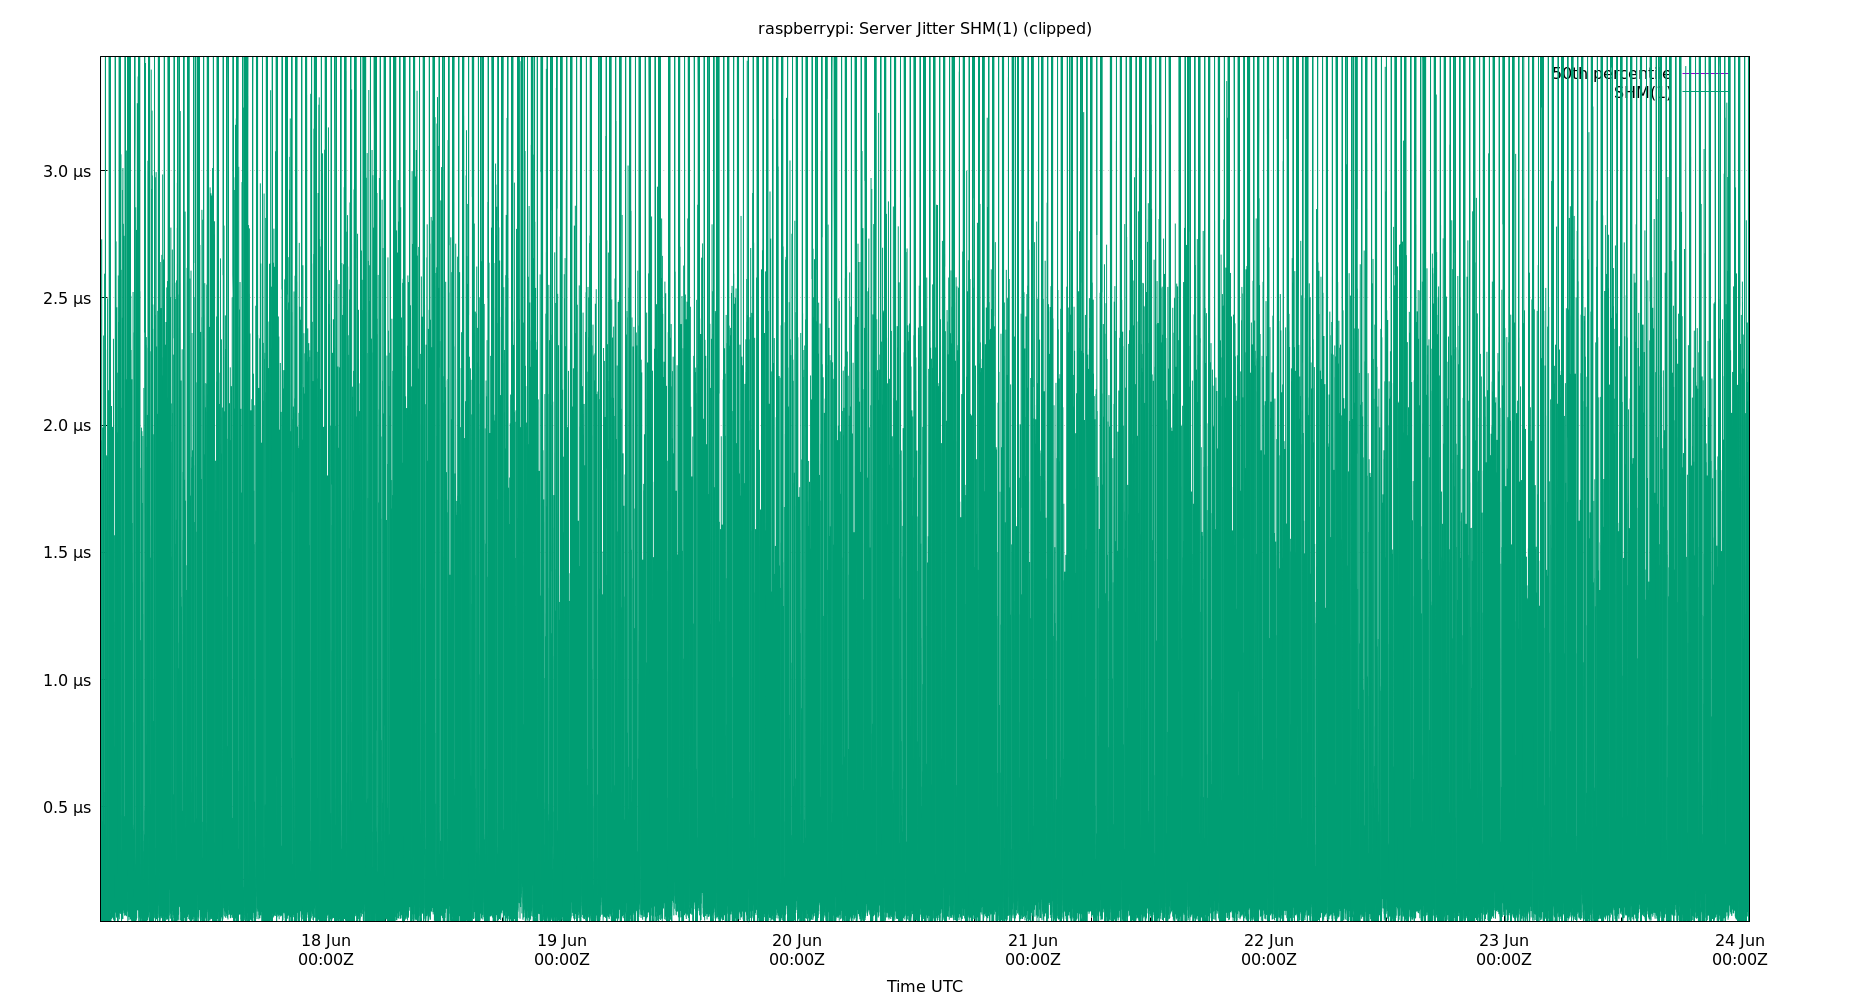 raspberrypi: Server Jitter SHM(1) (clipped)
50th percentile
SHM(1)
3.0 µs
2.5 µs
2.0 µs
1.5 µs
1.0 µs
0.5 µs
18 Jun 19 Jun 20 Jun 21 Jun 22 Jun 23 Jun 24 Jun
00:00Z 00:00Z 00:00Z 00:00Z 00:00Z 00:00Z 00:00Z
Time UTC